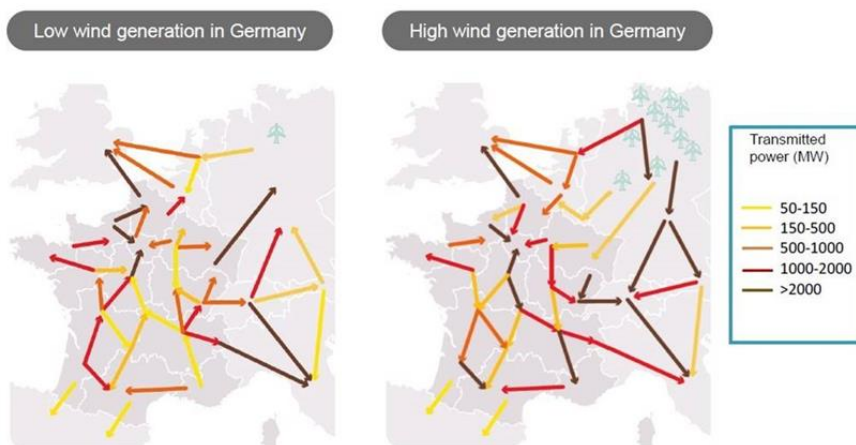 Low wind generation in Germany
High wind generation in Germany
Transmitted
power (MW)
50-150
150-500
500-1000
1000-2000
>2000